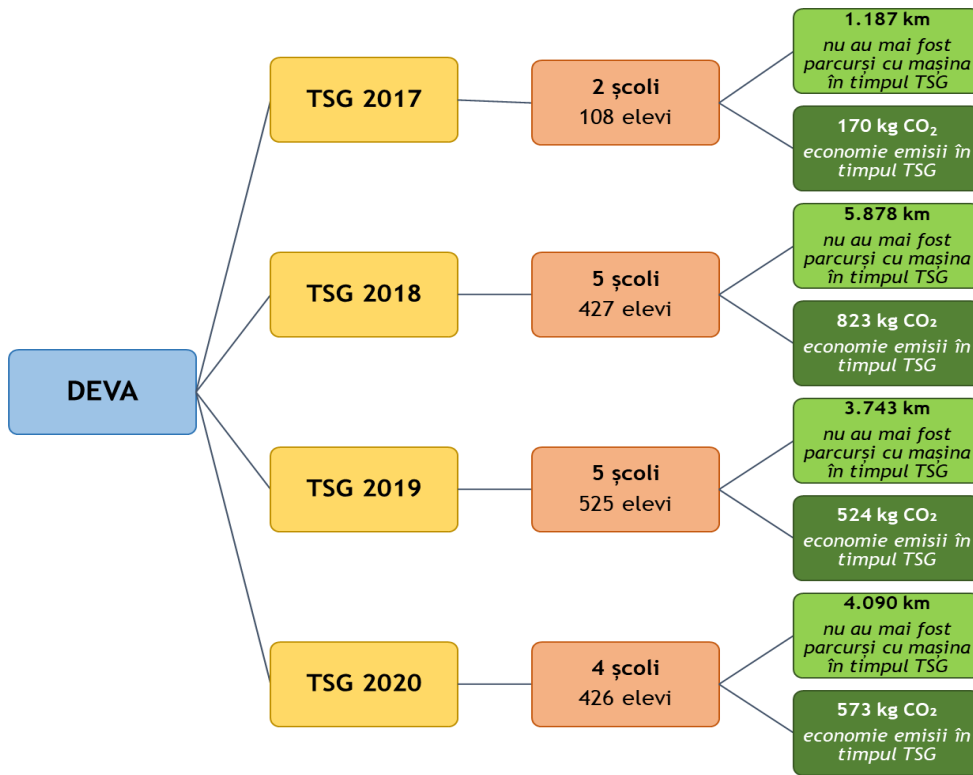 DEVA
TSG 2017
2 școli
108 elevi
1.187 km
nu au mai fost
parcurși cu mașina
în timpul TSG
170 kg CO₂
economie emisii în
timpul TSG
TSG 2018
5 școli
427 elevi
5.878 km
nu au mai fost
parcurși cu mașina
în timpul TSG
823 kg CO₂
economie emisii în
timpul TSG
TSG 2019
5 școli
525 elevi
3.743 km
nu au mai fost
parcurși cu mașina
în timpul TSG
524 kg CO₂
economie emisii în
timpul TSG
TSG 2020
4 școli
426 elevi
4.090 km
nu au mai fost
parcurși cu mașina
în timpul TSG
573 kg CO₂
economie emisii în
timpul TSG